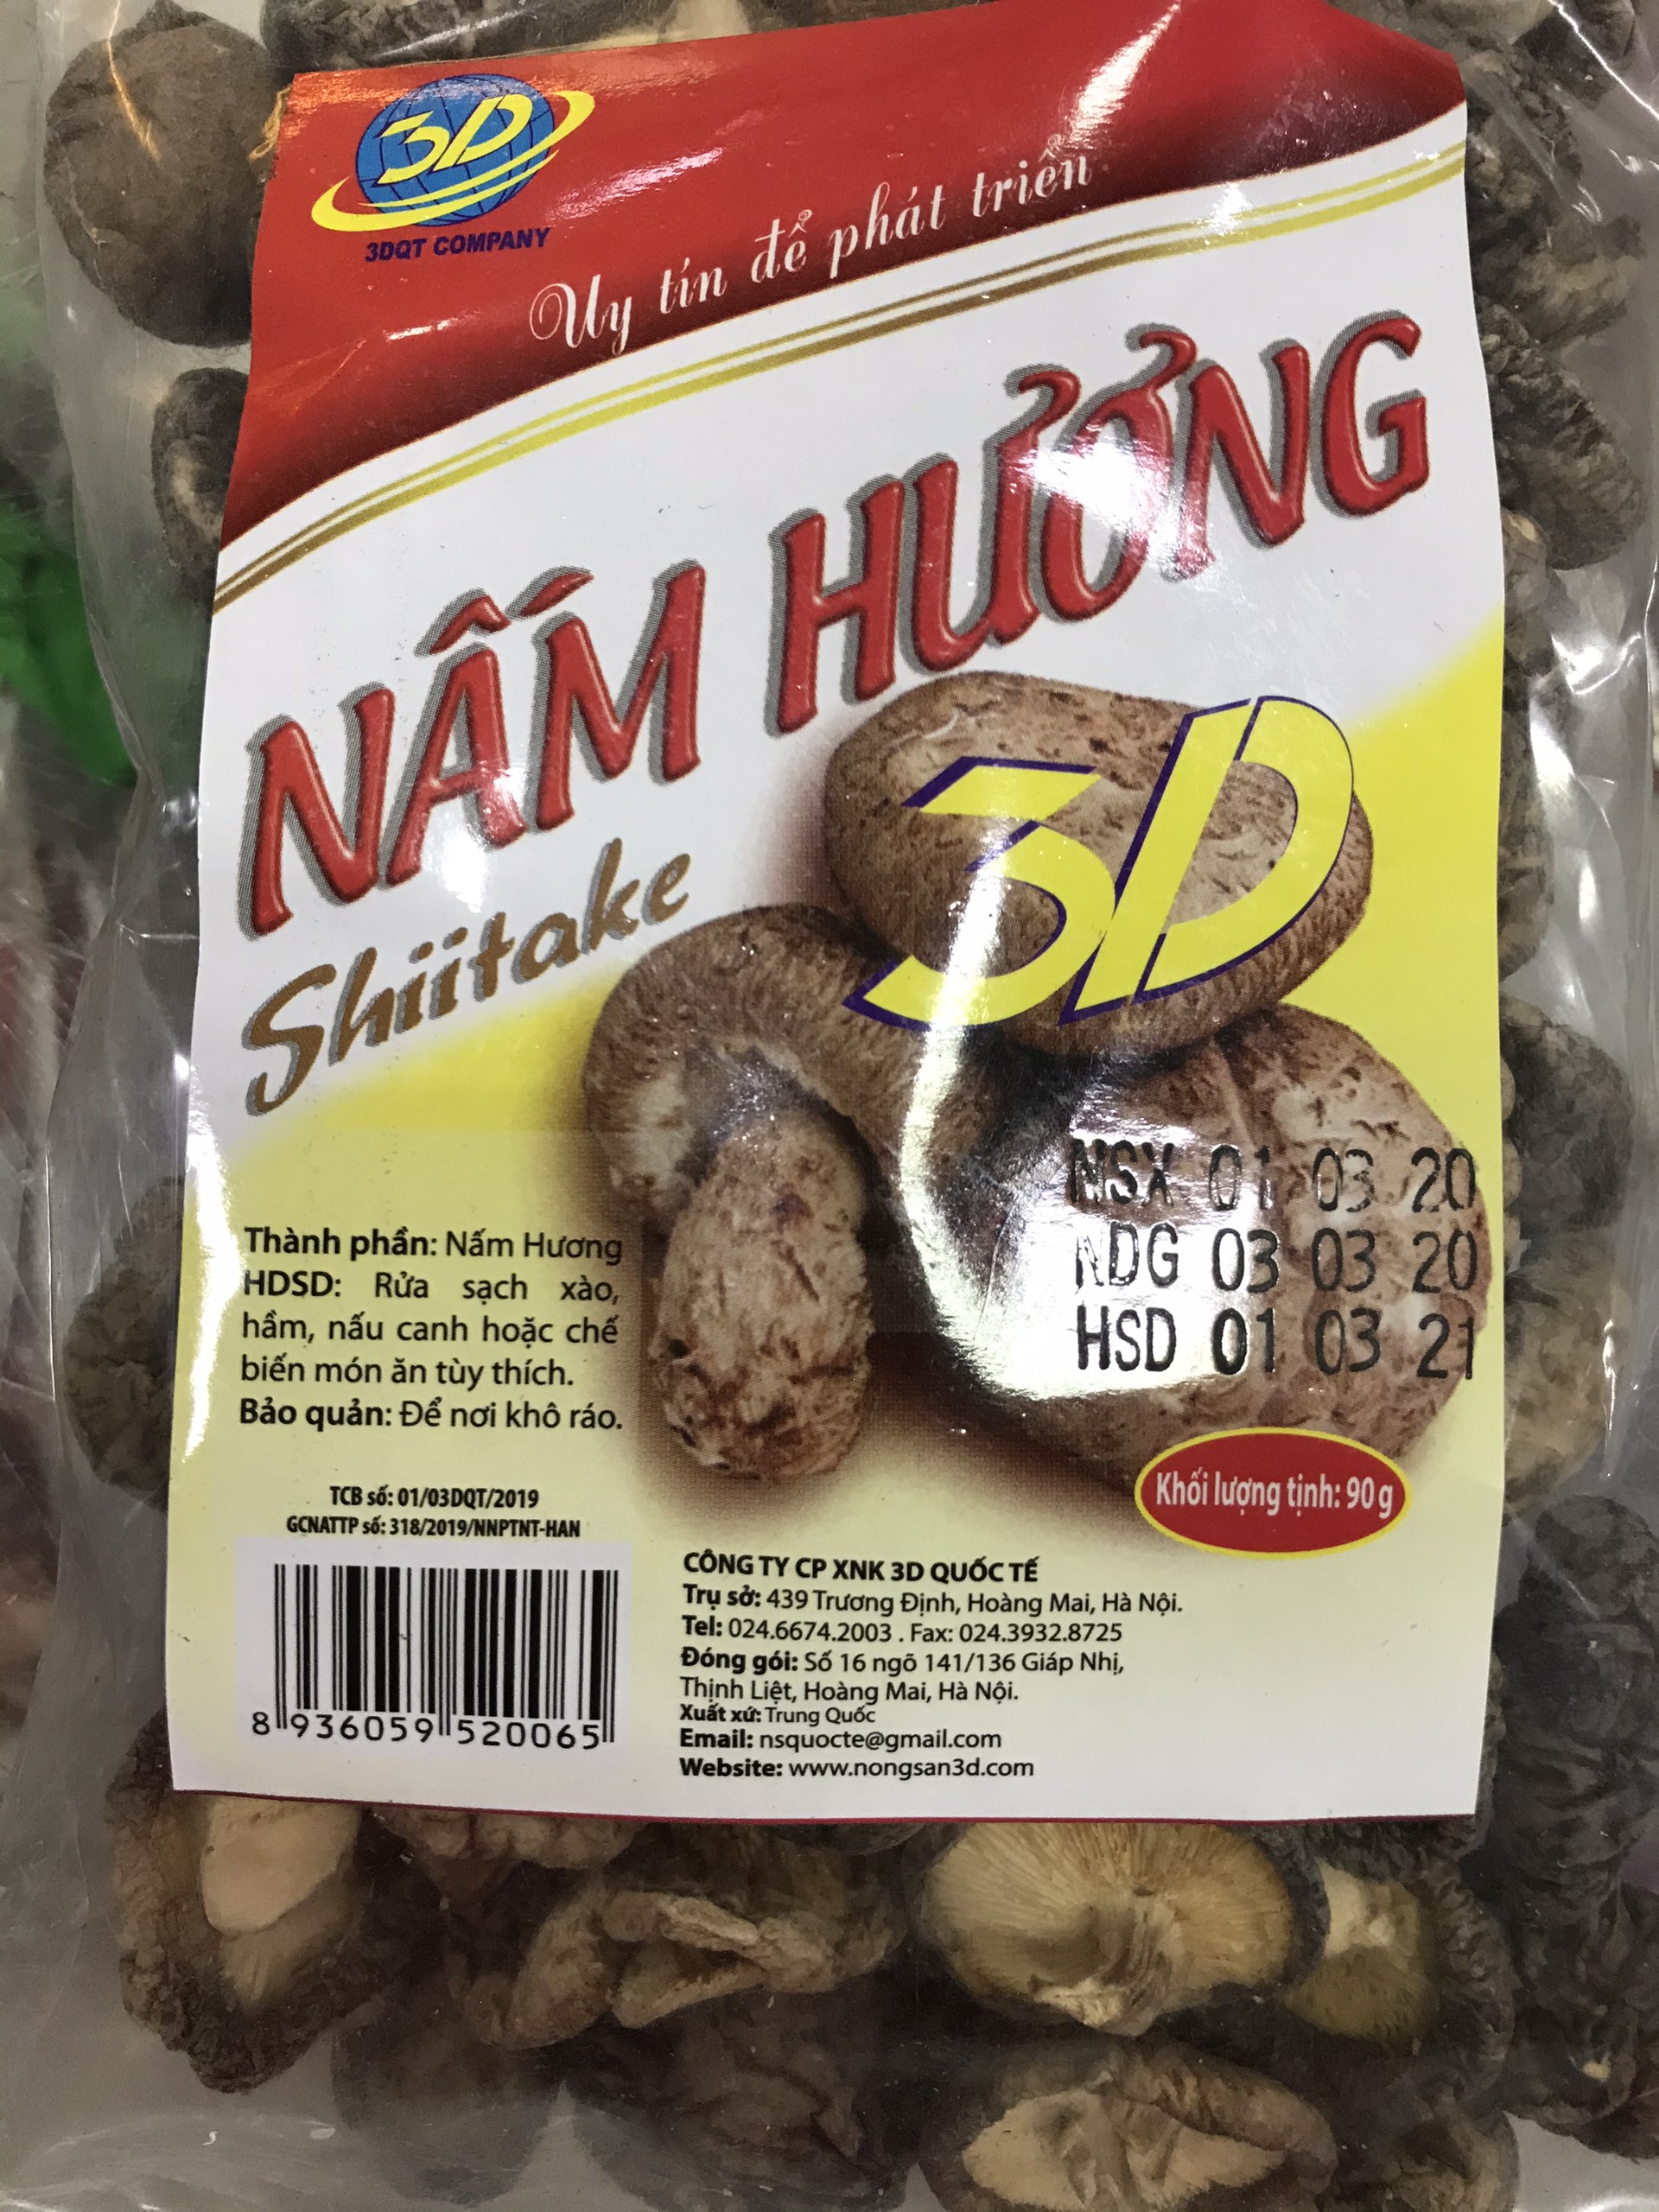 3D
3DQT COMPANY
Uy tín để phát triển
NẤM HƯƠNG
Shiitake
3D
NSX 01 03 20
NDG 03 03 20
HSD 01 03 21
Thành phần: Nấm Hương
HDSD: Rửa sạch xào,
hầm, nấu canh hoặc chế
biến món ăn tùy thích.
Bảo quản: Để nơi khô ráo.
Khối lượng tịnh: 90g
TCB số: 01/03DQT/2019
GCNATTP số: 318/2019/NNPTNT-HAN
8 936059 520065
CÔNG TY CP XNK 3D QUỐC TẾ
Trụ sở: 439 Trương Định, Hoàng Mai, Hà Nội.
Tel: 024.6674.2003 . Fax: 024.3932.8725
Đóng gói: Số 16 ngõ 141/136 Giáp Nhị,
Thịnh Liệt, Hoàng Mai, Hà Nội.
Xuất xứ: Trung Quốc
Email: nsquocte@gmail.com
Website: www.nongsan3d.com